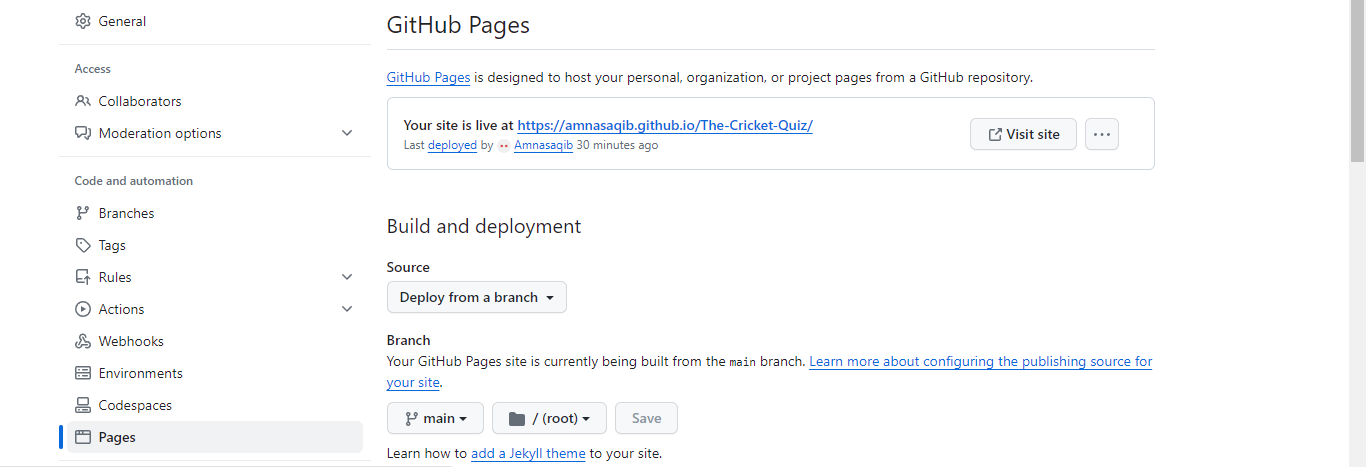 General
Access
Collaborators
Moderation options
Code and automation
Branches
Tags
Rules
Actions
Webhooks
Environments
Codespaces
Pages
GitHub Pages
GitHub Pages is designed to host your personal, organization, or project pages from a GitHub repository.
Your site is live at https://amnasaqib.github.io/The-Cricket-Quiz/
Last deployed by Amnasaqib 30 minutes ago
Visit site
Build and deployment
Source
Deploy from a branch
Branch
Your GitHub Pages site is currently being built from the main branch. Learn more about configuring the publishing source for
your site.
main / (root) Save
Learn how to add a Jekyll theme to your site.